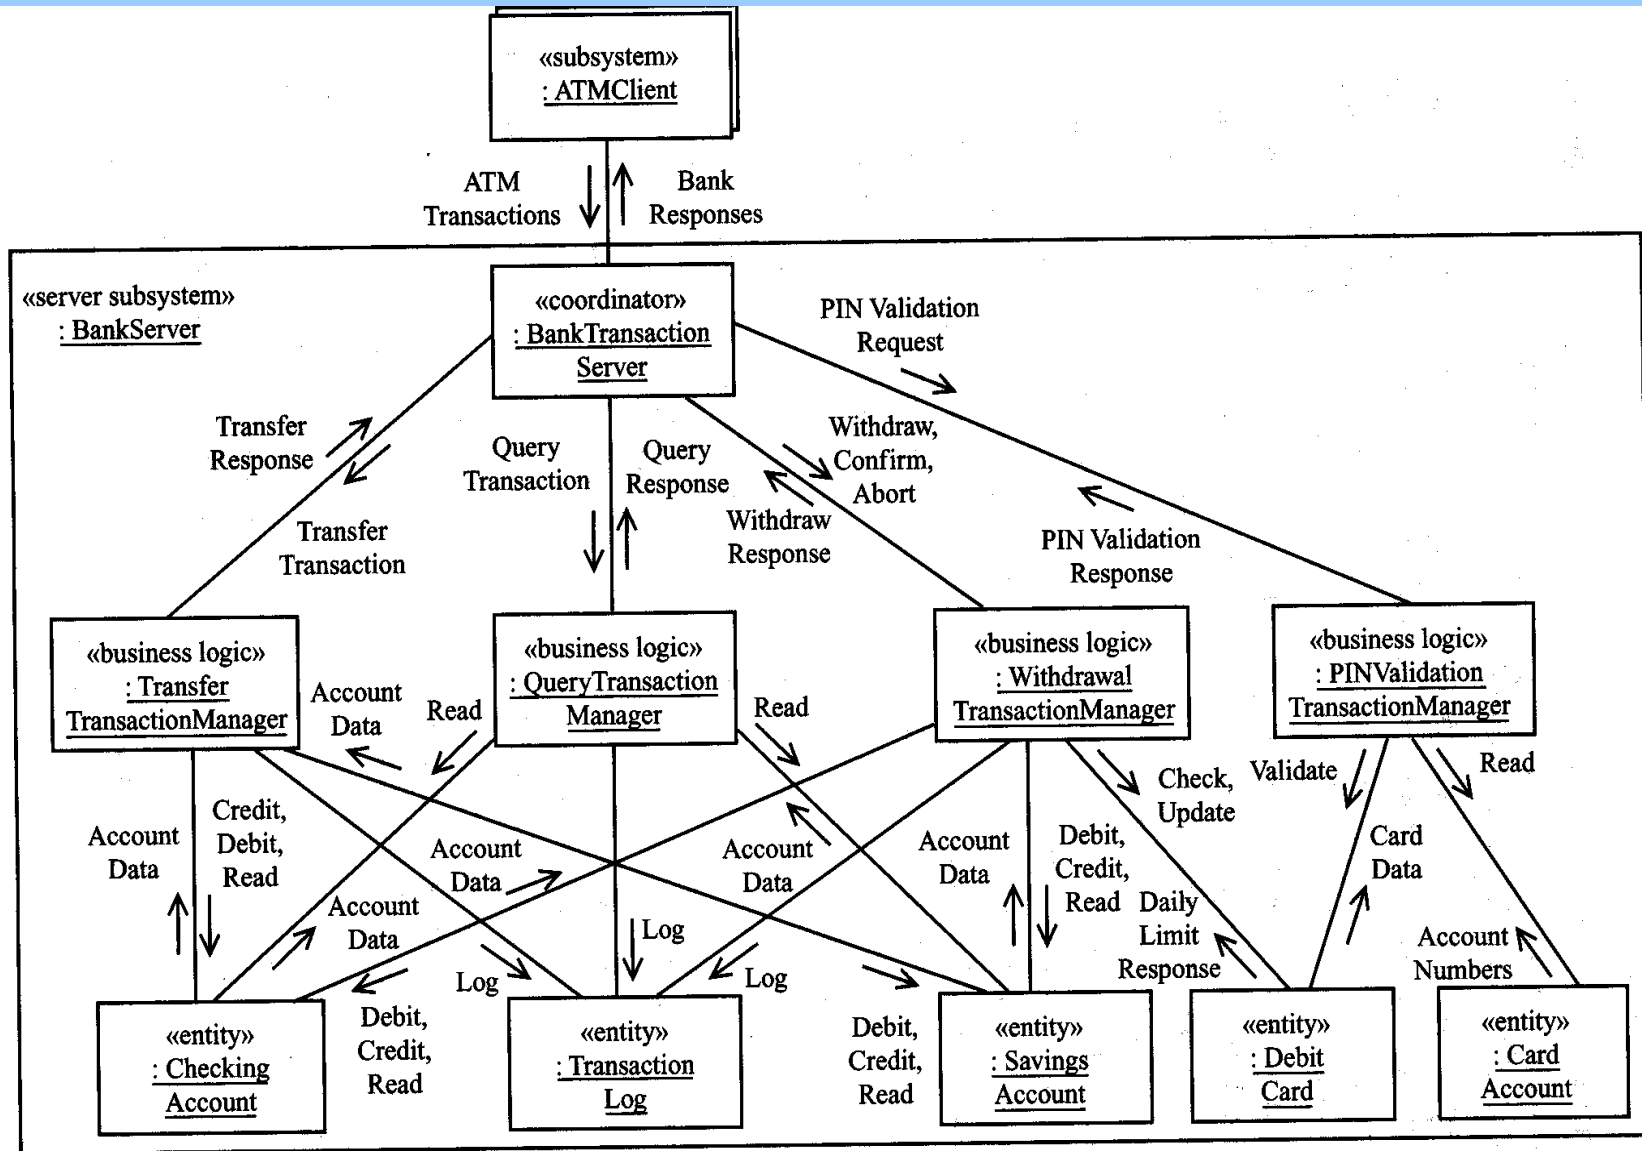 «subsystem»
: ATMClient
ATM
Transactions
Bank
Responses
«server subsystem»
: BankServer
«coordinator»
: BankTransaction
Server
PIN Validation
Request
Transfer
Response
Transfer
Transaction
Query
Transaction
Query
Response
Withdraw,
Confirm,
Abort
Withdraw
Response
PIN Validation
Response
«business logic»
: Transfer
TransactionManager
«business logic»
: QueryTransaction
Manager
«business logic»
: Withdrawal
TransactionManager
«business logic»
: PINValidation
TransactionManager
Account
Data
Read
Read
Check,
Update
Validate
Read
Account
Data
Credit,
Debit,
Read
Account
Data
Account
Data
Account
Data
Account
Data
Debit,
Credit,
Read
Daily
Limit
Response
Card
Data
Account
Numbers
Log
Log
Log
Debit,
Credit,
Read
Debit,
Credit,
Read
«entity»
: Checking
Account
«entity»
: Transaction
Log
«entity»
: Savings
Account
«entity»
: Debit
Card
«entity»
: Card
Account